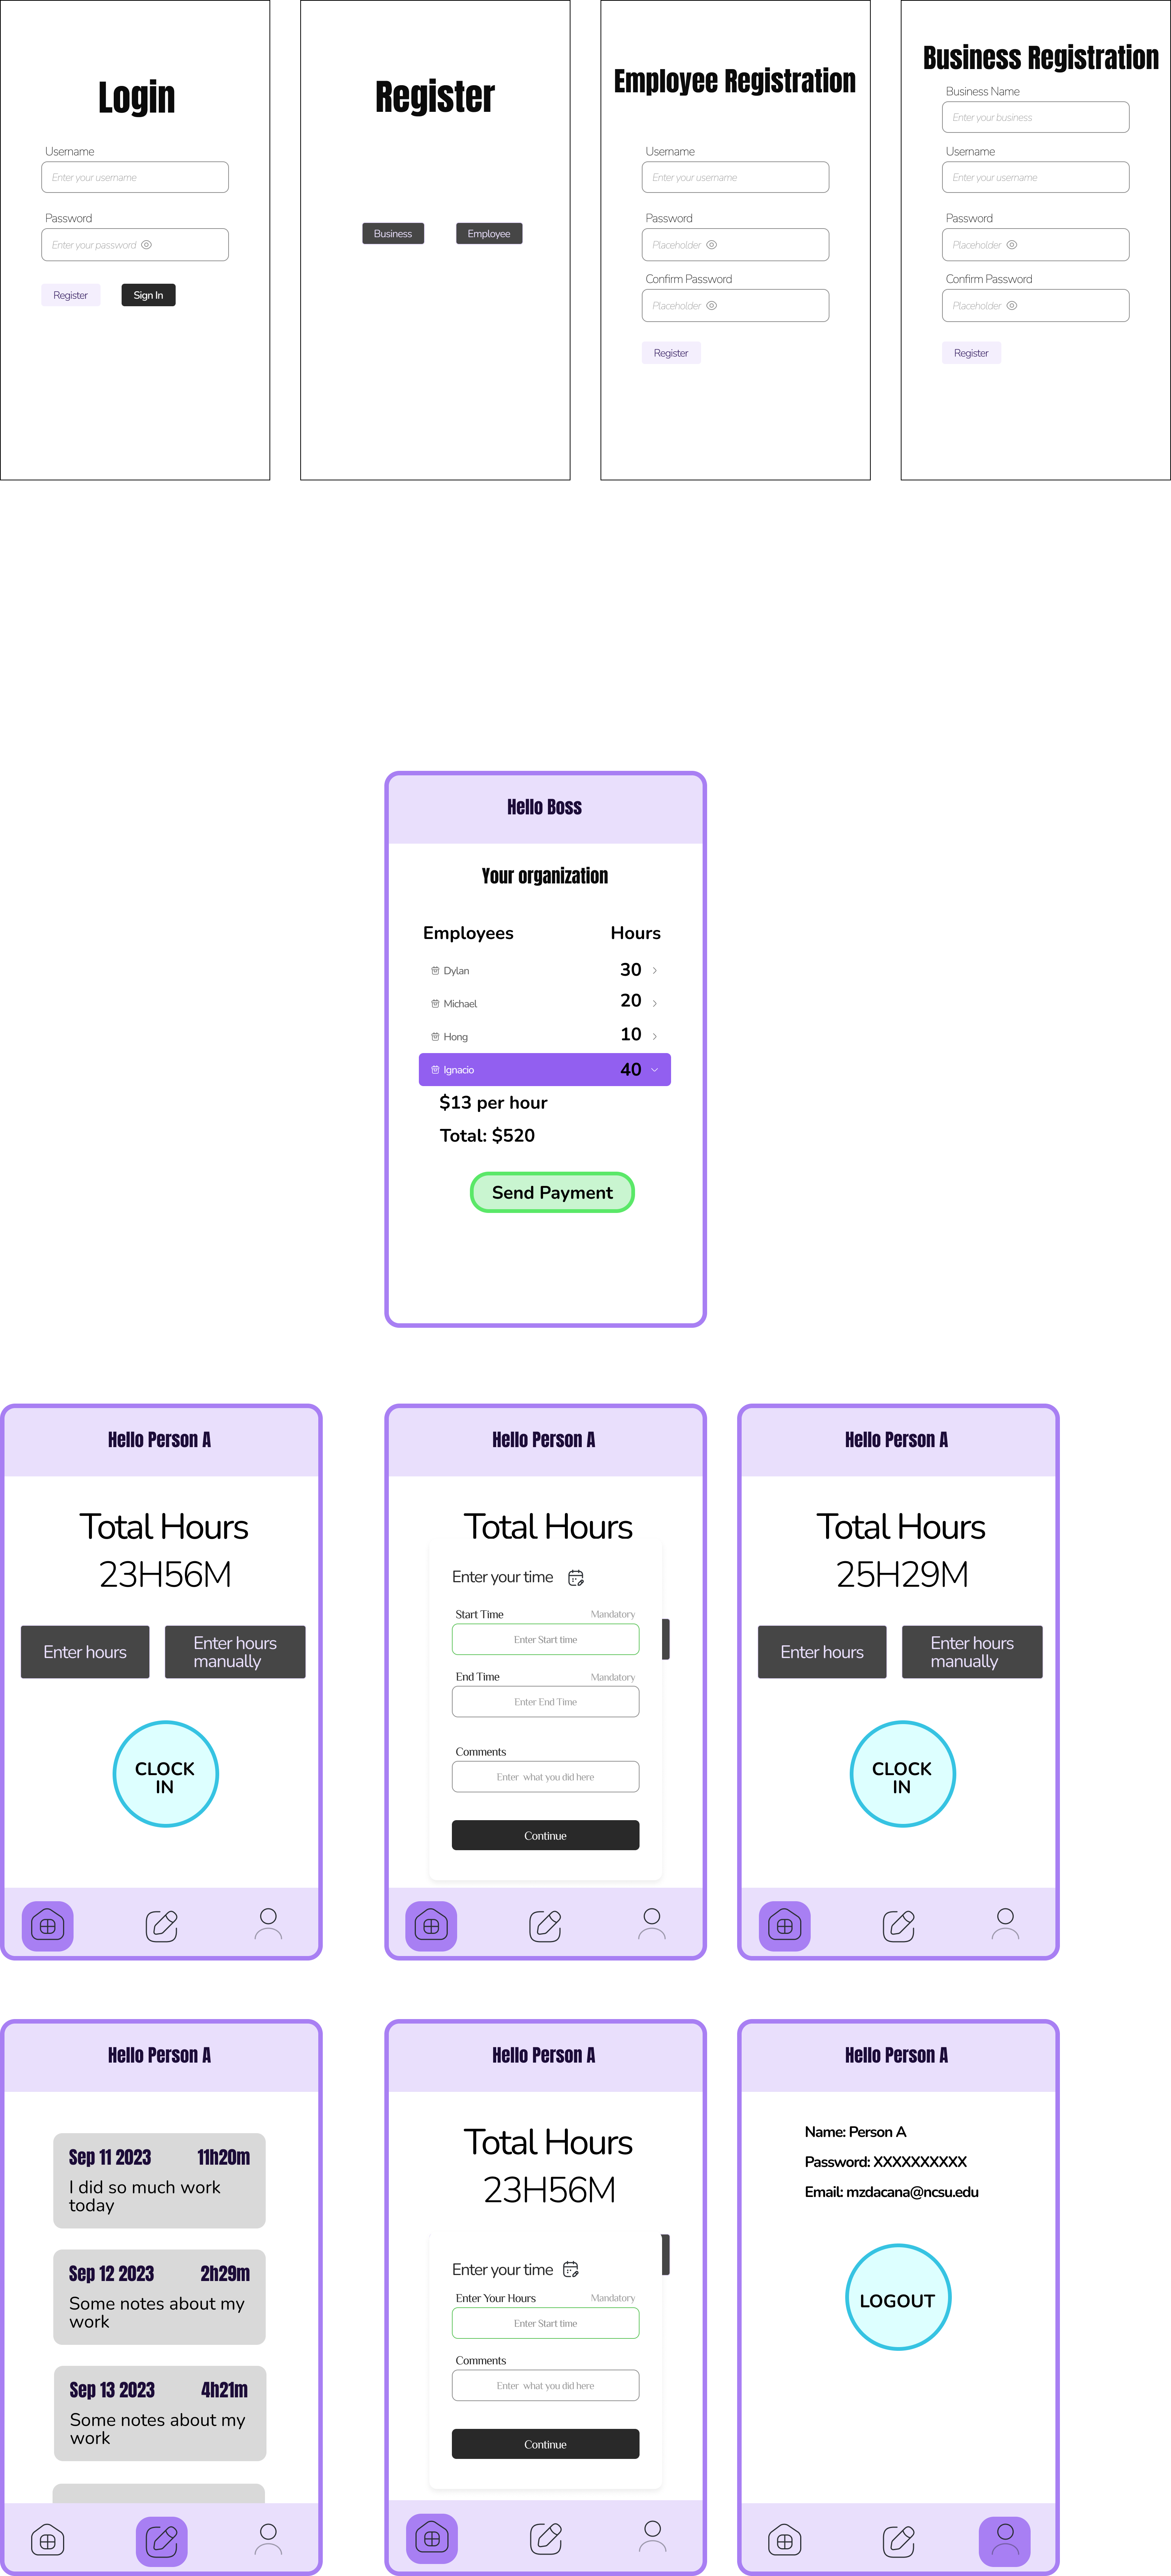 Login
Username
Enter your username
Password
Enter your password
Register
Sign In
Register
Business
Employee
Employee Registration
Username
Enter your username
Password
Placeholder
Confirm Password
Placeholder
Register
Business Registration
Business Name
Enter your business
Username
Enter your username
Password
Placeholder
Confirm Password
Placeholder
Register
Hello Boss
Your organization
Employees Hours
Dylan 30
Michael 20
Hong 10
Ignacio 40
$13 per hour
Total: $520
Send Payment
Hello Person A
Total Hours
23H56M
Enter hours
Enter hours
manually
CLOCK
IN
Hello Person A
Total Hours
Enter your time
Start Time Mandatory
Enter Start time
End Time Mandatory
Enter End Time
Comments
Enter what you did here
Continue
Hello Person A
Total Hours
25H29M
Enter hours
Enter hours
manually
CLOCK
IN
Hello Person A
Sep 11 2023 11h20m
I did so much work
today
Sep 12 2023 2h29m
Some notes about my
work
Sep 13 2023 4h21m
Some notes about my
work
Hello Person A
Total Hours
23H56M
Enter your time
Enter Your Hours Mandatory
Enter Start time
Comments
Enter what you did here
Continue
Hello Person A
Name: Person A
Password: XXXXXXXXXX
Email: mzdacana@ncsu.edu
LOGOUT